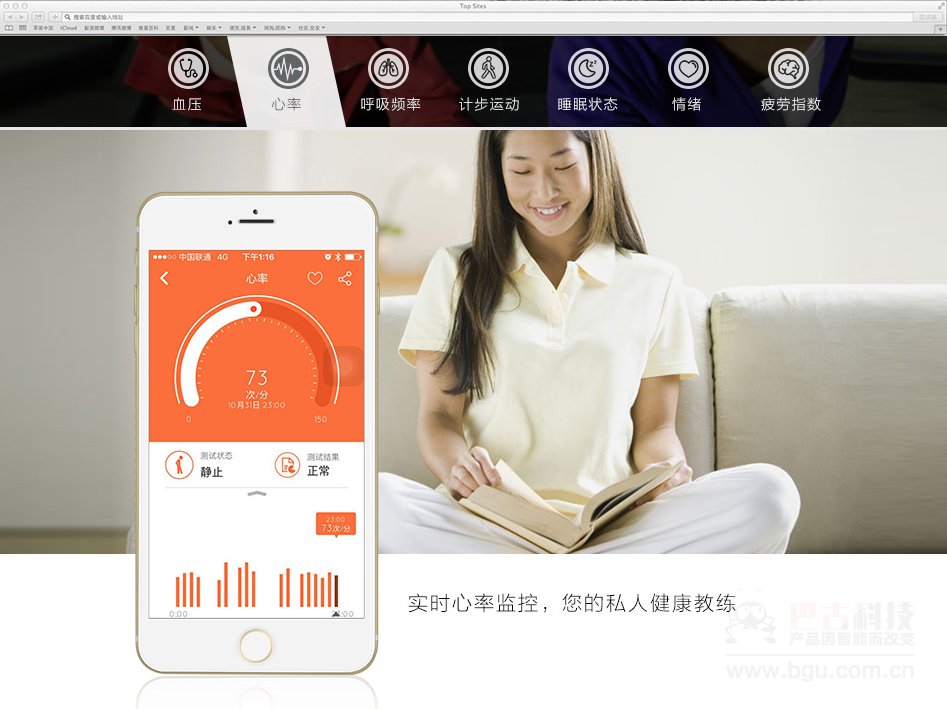 Top Sites
搜索百度或输入网站
苹果中国 iCloud 新浪微博 腾讯微博 维基百科 百度 新闻 娱乐 便民服务 网购团购 社区交友
血压 心率 呼吸频率 计步运动 睡眠状态 情绪 疲劳指数
中国联通 4G 下午1:16
心率
73
次/分
10月31日 23:00
0 150
测试状态
静止
测试结果
正常
23:00
73次/分
0:00
实时心率监控，您的私人健康教练
巴古科技
产品因智能而改变
www.bgu.com.cn